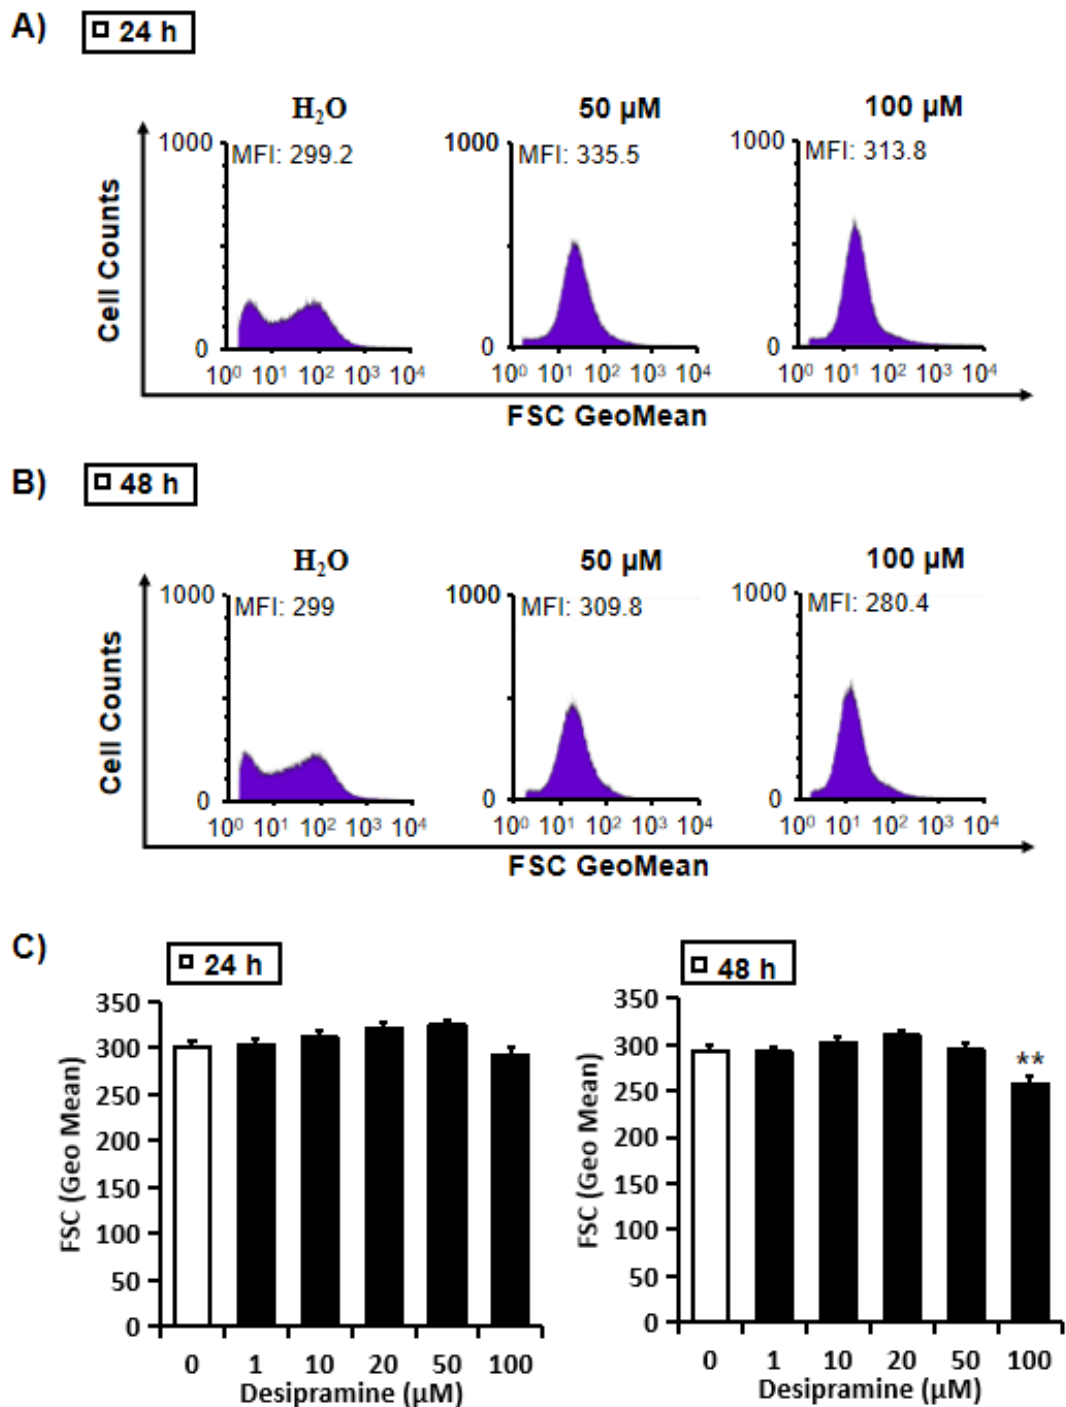 A) 24 h
H₂O 50 µM 100 µM
1000 MFI: 299.2 1000 MFI: 335.5 1000 MFI: 313.8
Cell Counts
0 0 0
10⁰ 10¹ 10² 10³ 10⁴ 10⁰ 10¹ 10² 10³ 10⁴ 10⁰ 10¹ 10² 10³ 10⁴
FSC GeoMean
B) 48 h
H₂O 50 µM 100 µM
1000 MFI: 299 1000 MFI: 309.8 1000 MFI: 280.4
Cell Counts
0 0 0
10⁰ 10¹ 10² 10³ 10⁴ 10⁰ 10¹ 10² 10³ 10⁴ 10⁰ 10¹ 10² 10³ 10⁴
FSC GeoMean
C)
24 h
FSC (Geo Mean)
350
300
250
200
150
100
50
0
0 1 10 20 50 100
Desipramine (µM)
48 h
FSC (Geo Mean)
350
300
250
200
150
100
50
0
**
0 1 10 20 50 100
Desipramine (µM)